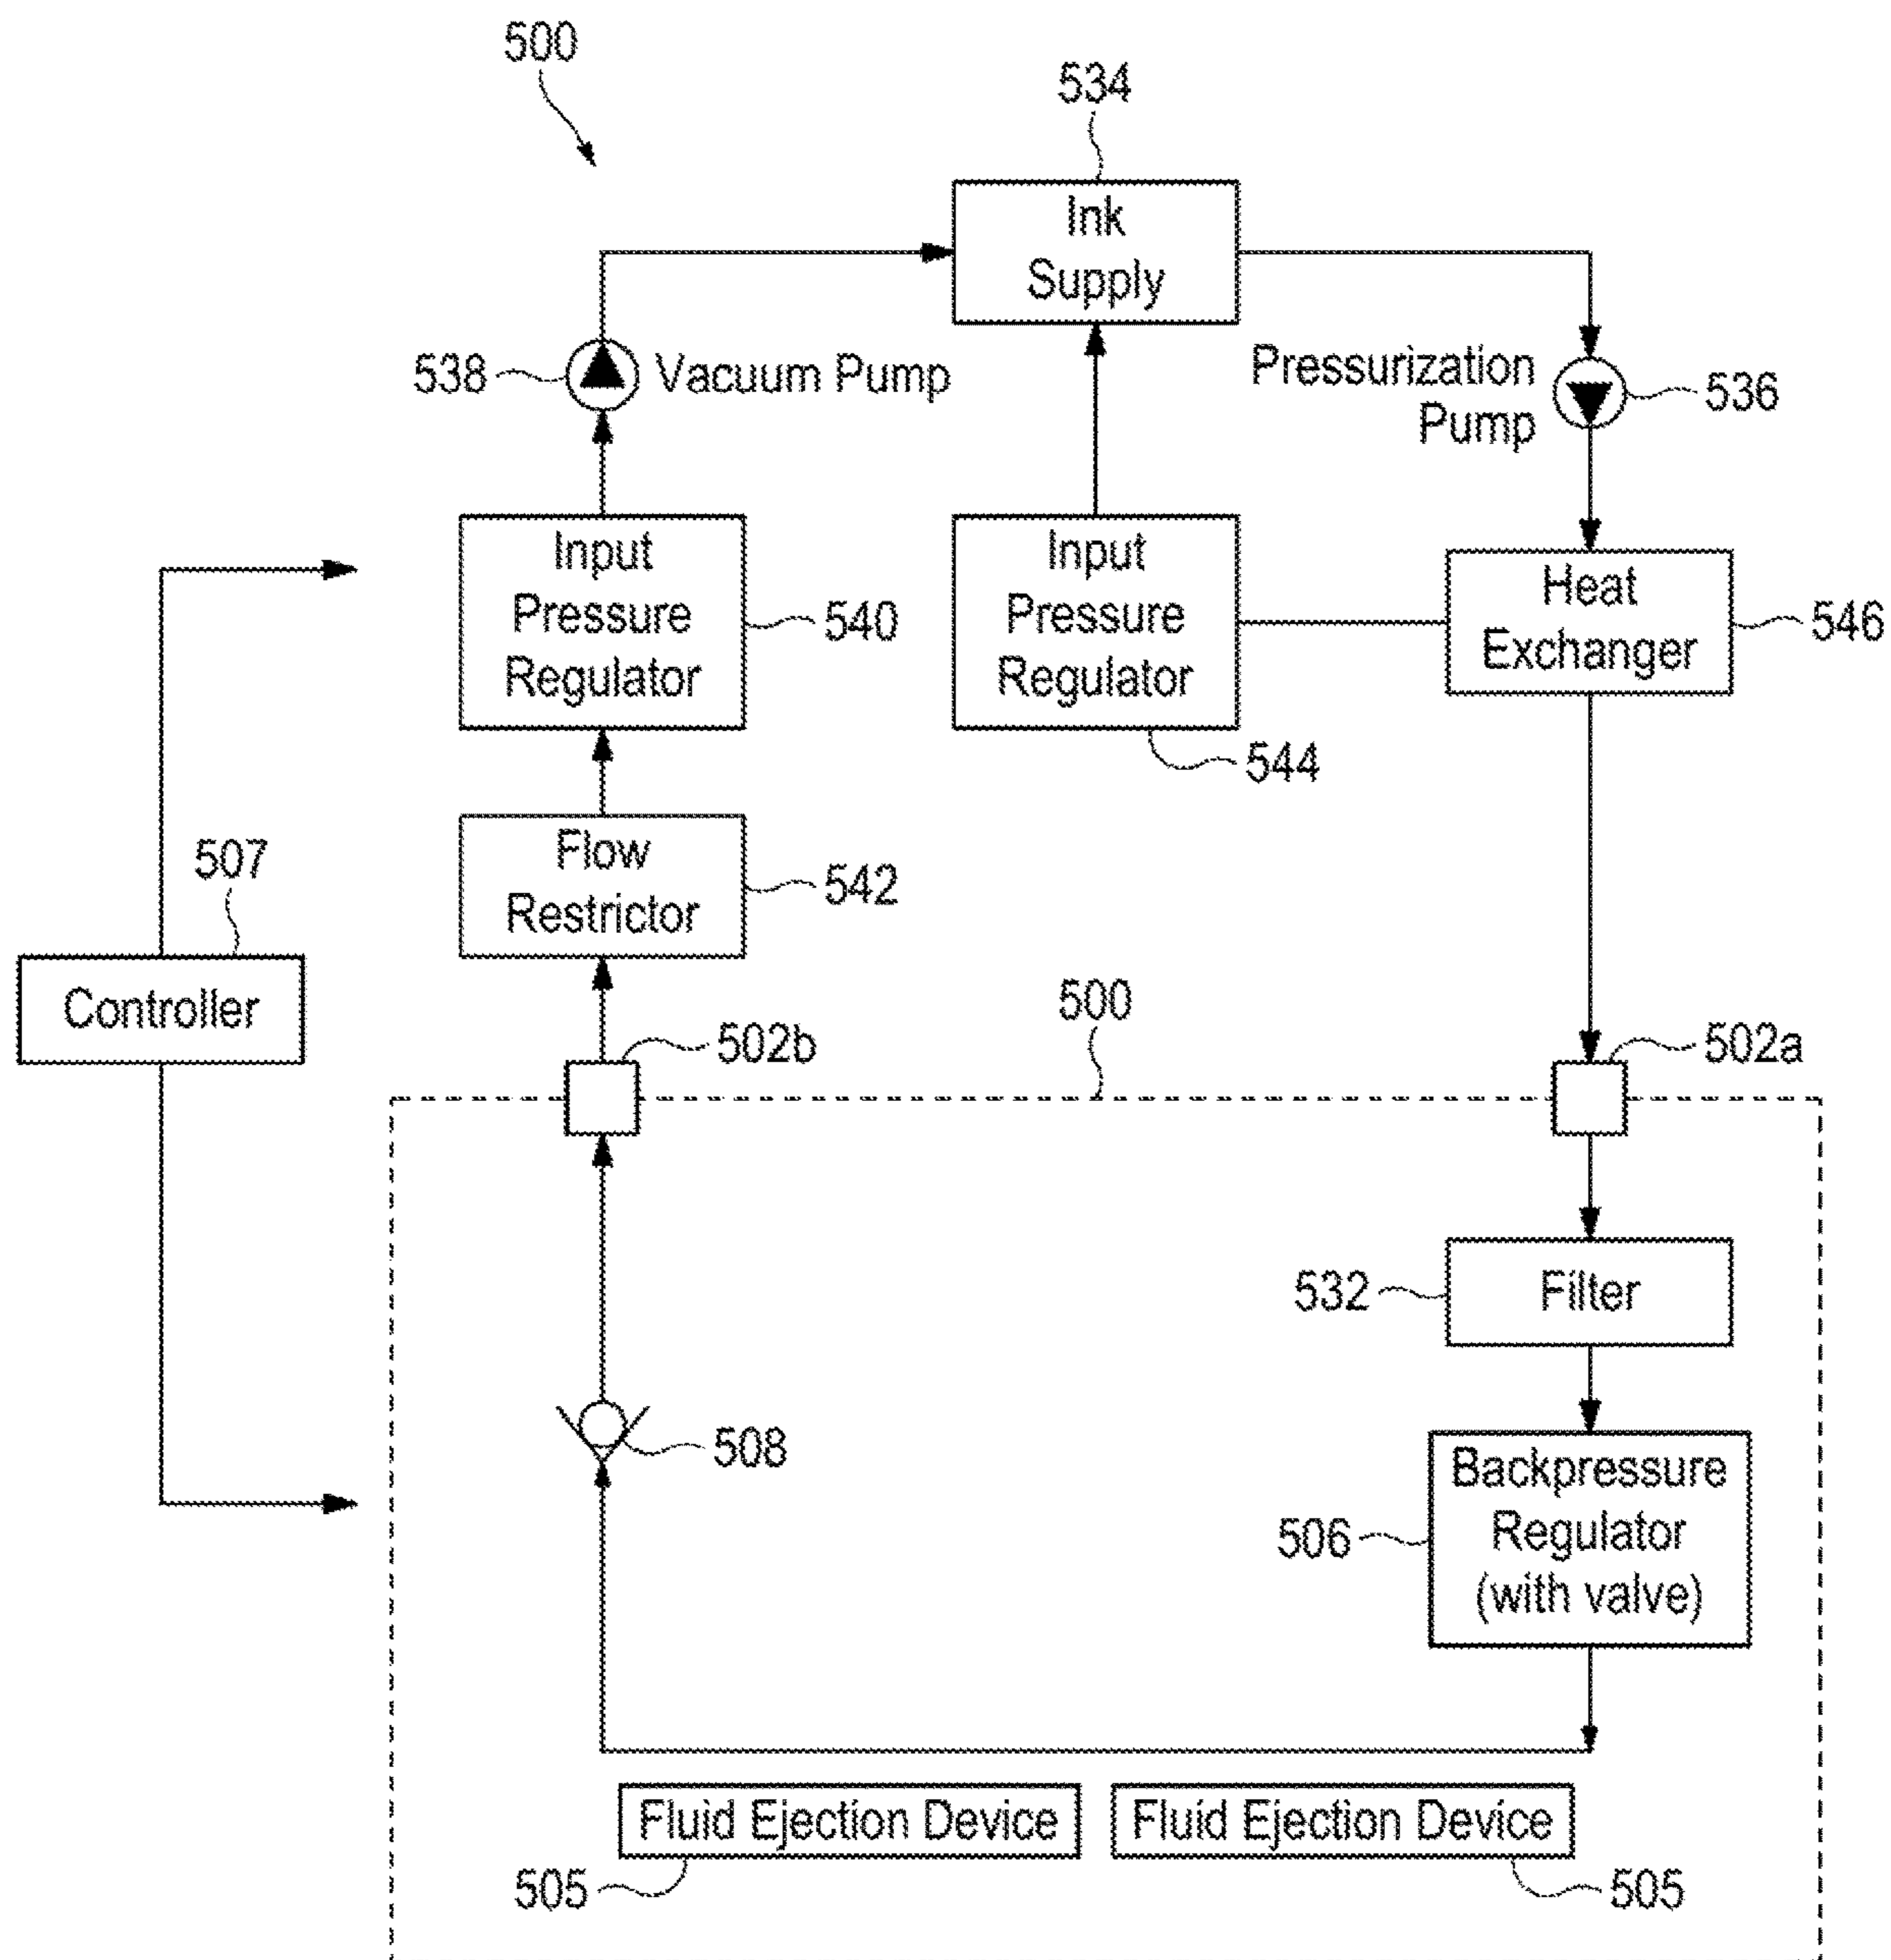 500
534
Ink
Supply
538
Vacuum Pump
Pressurization
Pump
536
Input
Pressure
Regulator
540
Input
Pressure
Regulator
544
Heat
Exchanger
546
507
Controller
Flow
Restrictor
542
502b
500
502a
532
Filter
508
506
Backpressure
Regulator
(with valve)
Fluid Ejection Device
Fluid Ejection Device
505
505